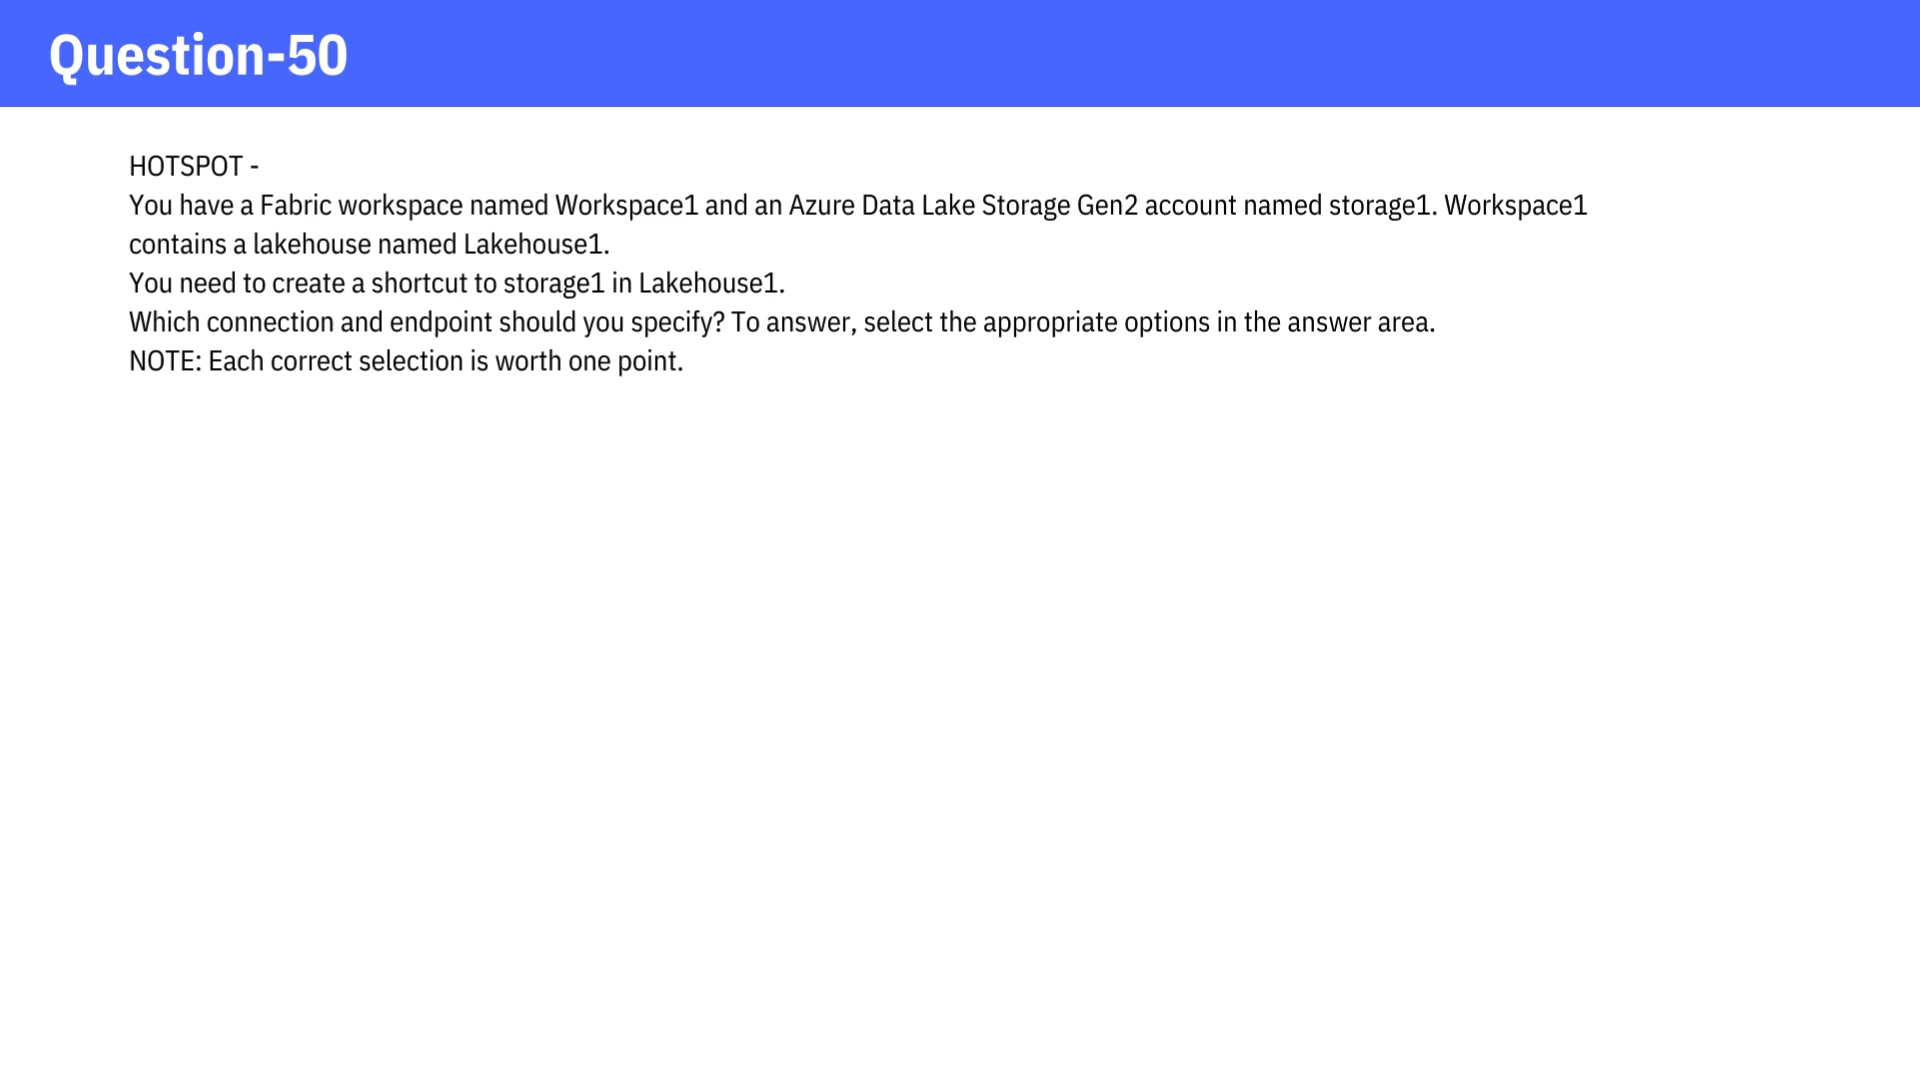 Question-50
HOTSPOT -
You have a Fabric workspace named Workspace1 and an Azure Data Lake Storage Gen2 account named storage1. Workspace1
contains a lakehouse named Lakehouse1.
You need to create a shortcut to storage1 in Lakehouse1.
Which connection and endpoint should you specify? To answer, select the appropriate options in the answer area.
NOTE: Each correct selection is worth one point.